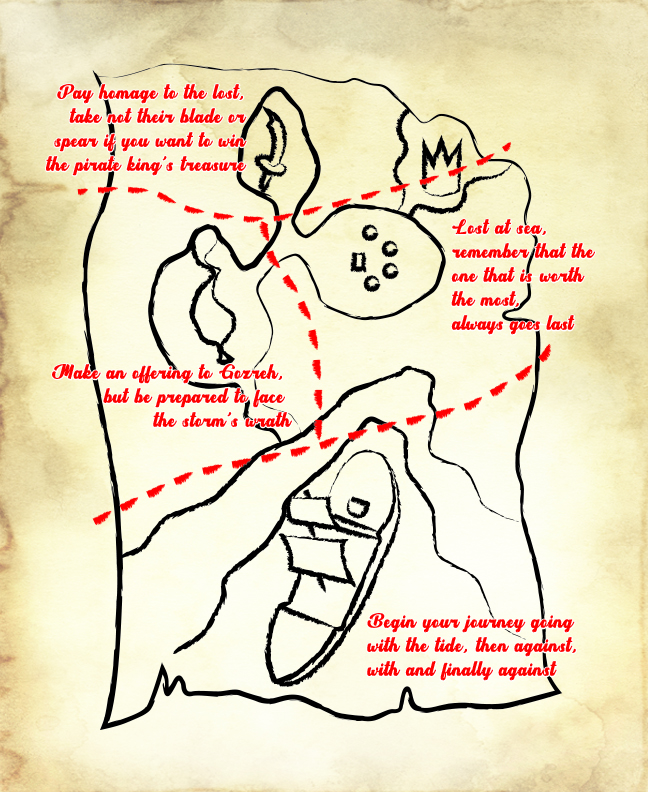 Pay homage to the lost,
take not their blade or
spear if you want to win
the pirate king's treasure
Lost at sea,
remember that the
one that is worth
the most,
always goes last
Make an offering to Gozreh,
but be prepared to face
the storm's wrath
Begin your journey going
with the tide, then against,
with and finally against